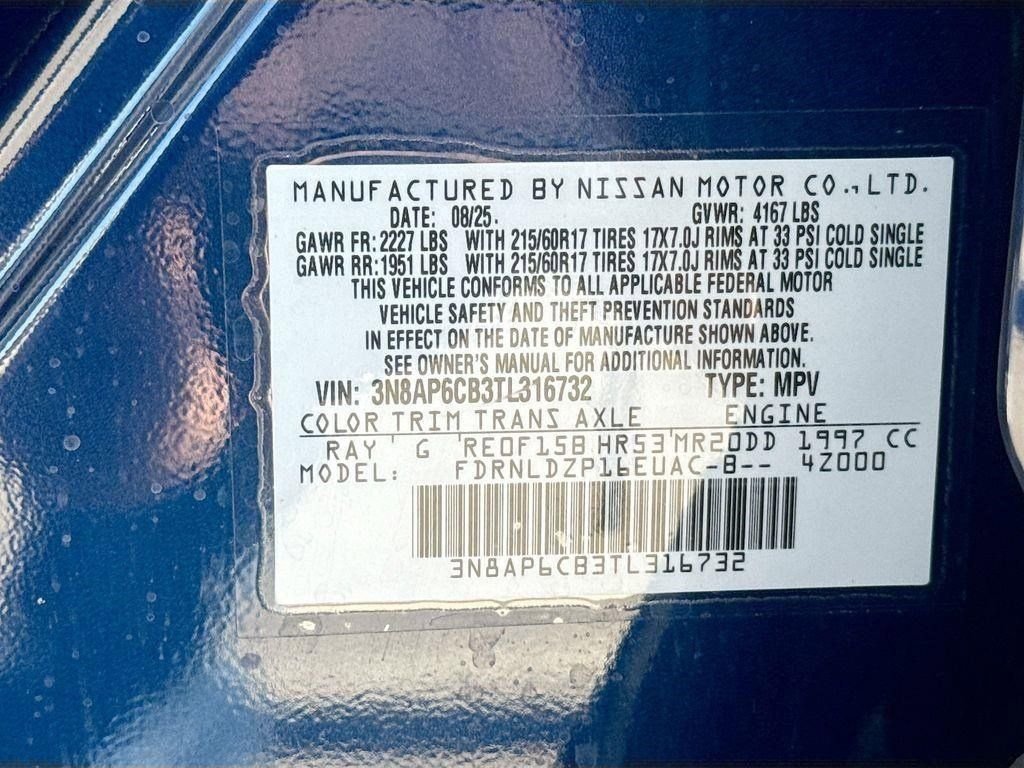 MANUFACTURED BY NISSAN MOTOR CO.,LTD.
DATE: 08/25. GVWR: 4167 LBS
GAWR FR: 2227 LBS WITH 215/60R17 TIRES 17X7.0J RIMS AT 33 PSI COLD SINGLE
GAWR RR: 1951 LBS WITH 215/60R17 TIRES 17X7.0J RIMS AT 33 PSI COLD SINGLE
THIS VEHICLE CONFORMS TO ALL APPLICABLE FEDERAL MOTOR
VEHICLE SAFETY AND THEFT PREVENTION STANDARDS
IN EFFECT ON THE DATE OF MANUFACTURE SHOWN ABOVE.
SEE OWNER'S MANUAL FOR ADDITIONAL INFORMATION.
VIN: 3N8AP6CB3TL316732 TYPE: MPV
COLOR TRIM TRANS AXLE ENGINE
RAY G RE0F15B HR53 MR20DD 1997 CC
MODEL: FDRNLDZP16EUAC-B-- 4Z000
3N8AP6CB3TL316732